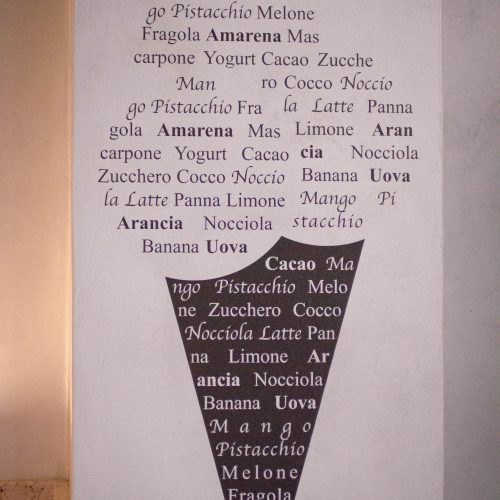 go Pistacchio Melone
Fragola Amarena Mas
carpone Yogurt Cacao Zucche
Man ro Cocco Noccio
go Pistacchio Fra la Latte Panna
gola Amarena Mas Limone Aran
carpone Yogurt Cacao cia Nocciola
Zucchero Cocco Noccio Banana Uova
la Latte Panna Limone Mango Pi
Arancia Nocciola stacchio
Banana Uova
Cacao Ma
ngo Pistacchio Melo
ne Zucchero Cocco
Nocciola Latte Pan
na Limone Ar
ancia Nocciola
Banana Uova
Mango
Pistacchio
Melone
Fragola